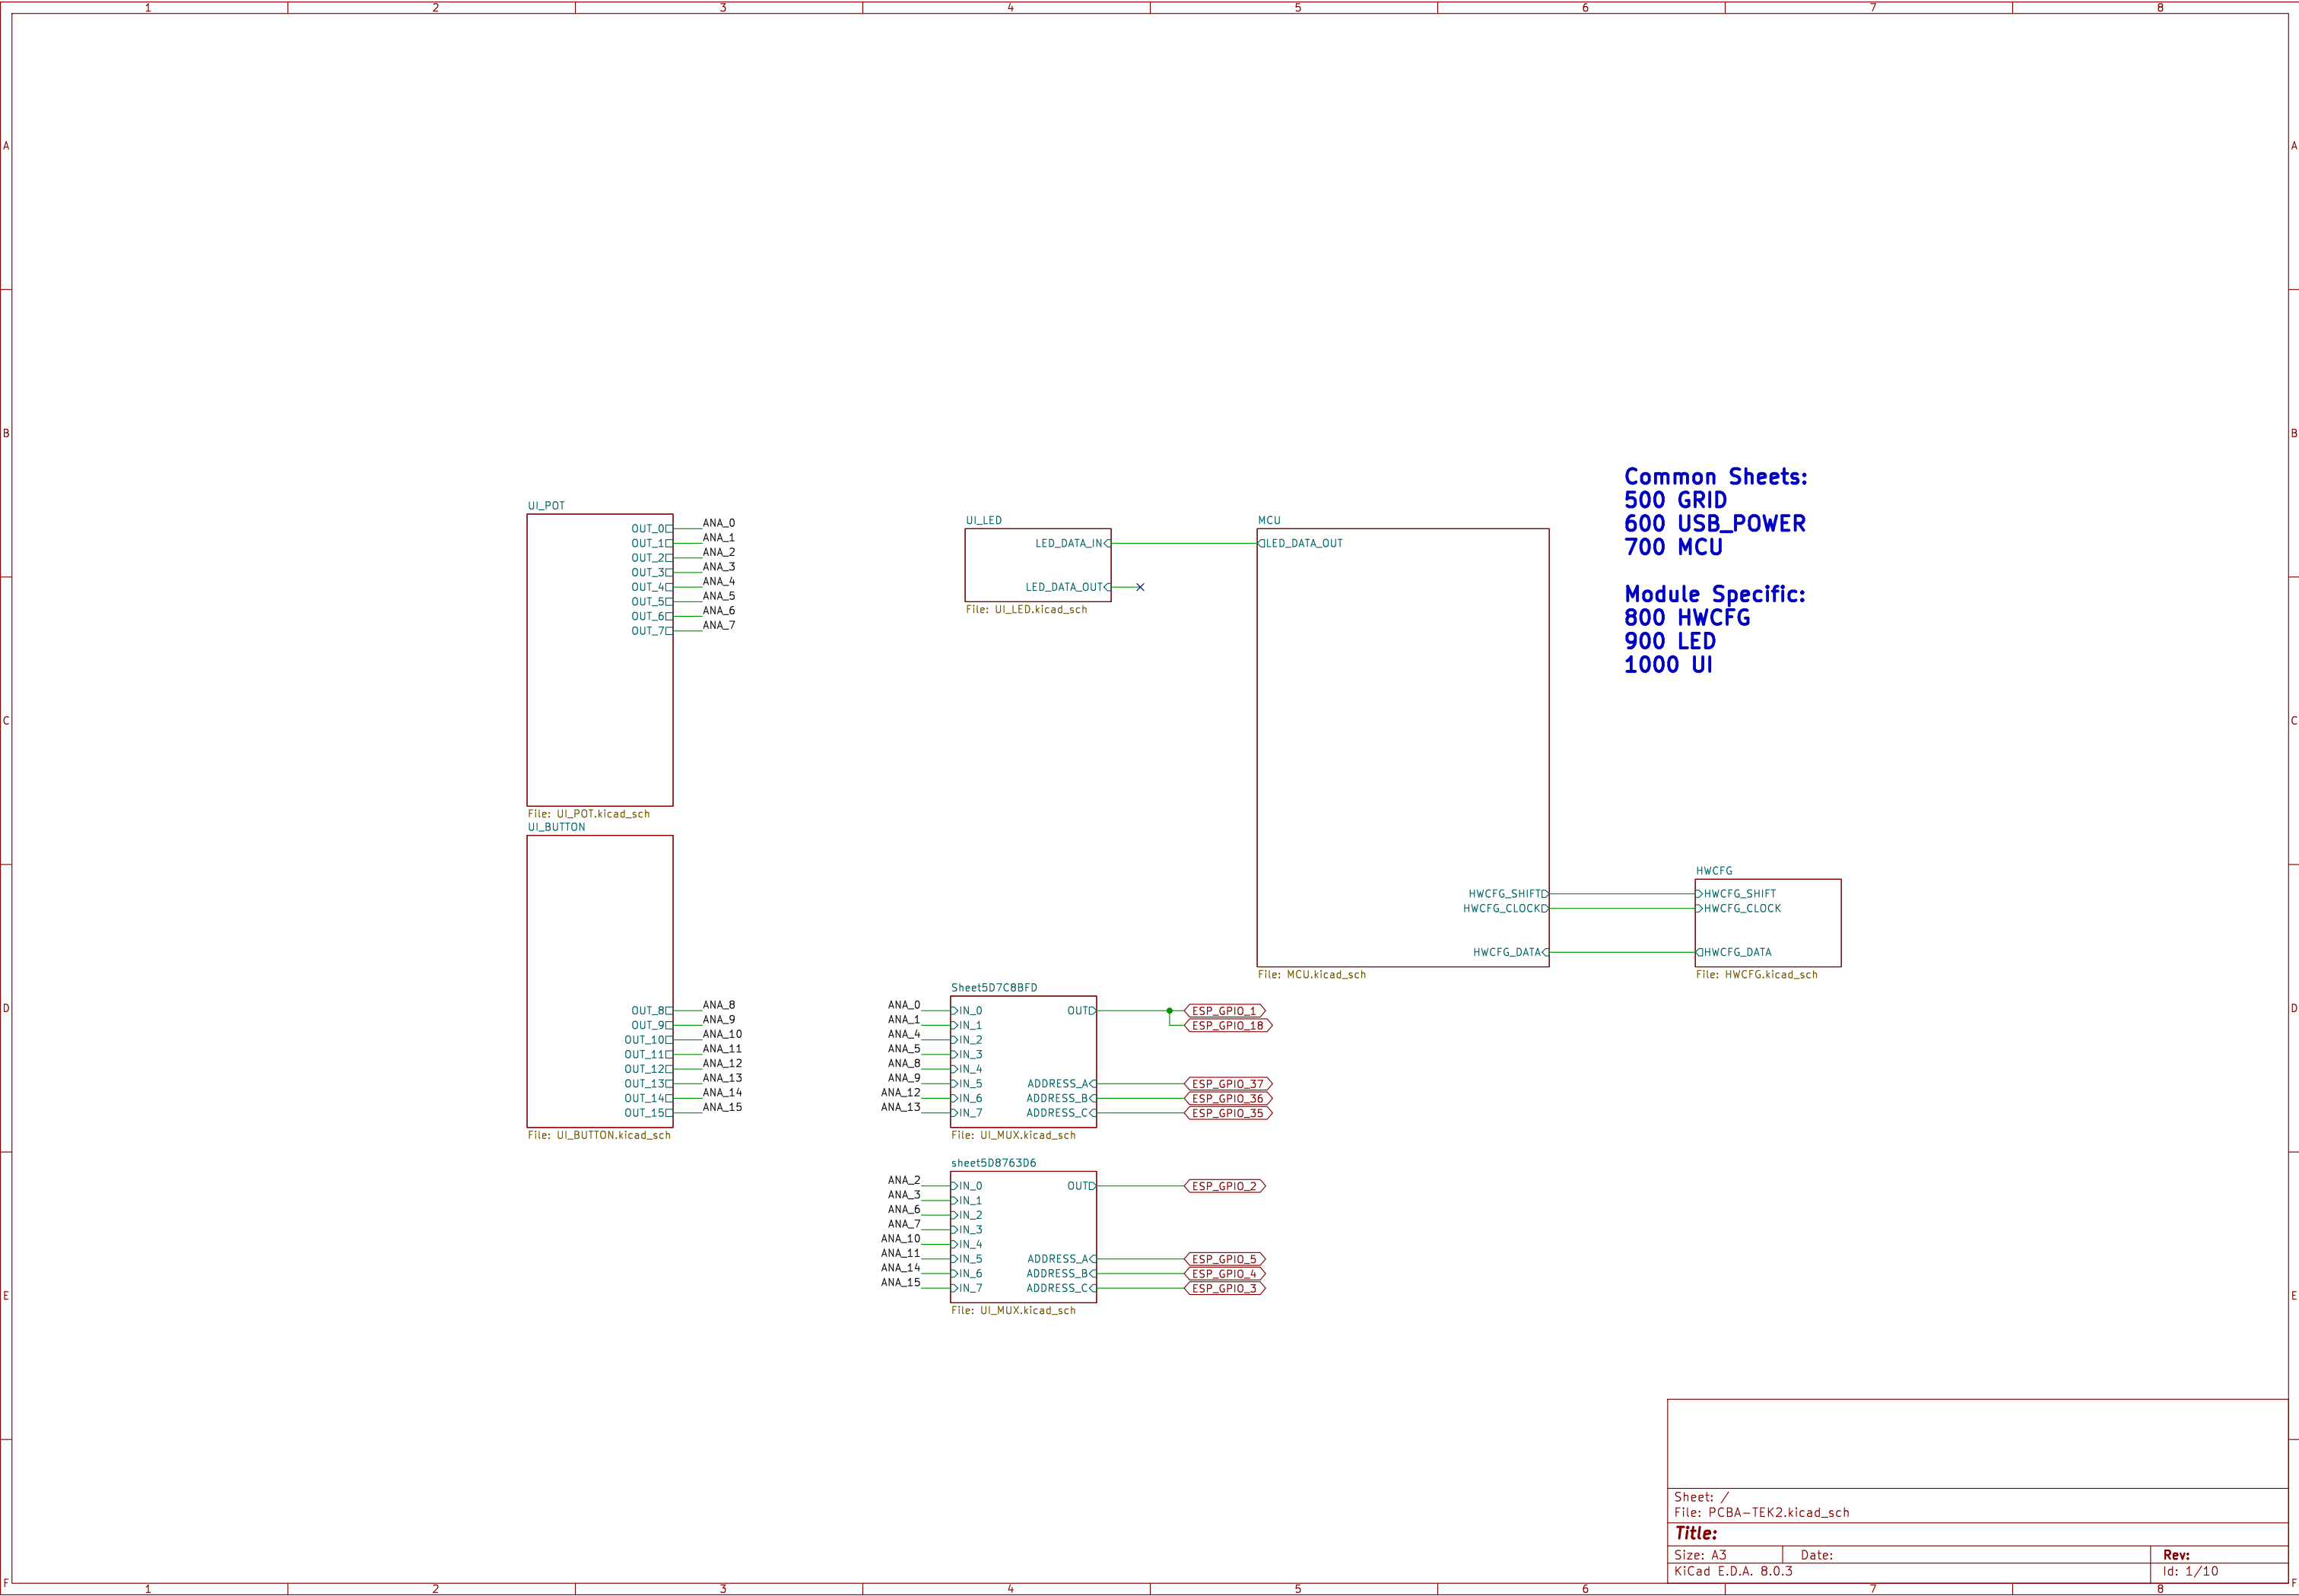 1 2 3 4 5 6 7 8
A A
B B
Common Sheets:
500 GRID
600 USB_POWER
700 MCU
Module Specific:
800 HWCFG
900 LED
1000 UI
UI_POT
OUT_0 ANA_0
OUT_1 ANA_1
OUT_2 ANA_2
OUT_3 ANA_3
OUT_4 ANA_4
OUT_5 ANA_5
OUT_6 ANA_6
OUT_7 ANA_7
File: UI_POT.kicad_sch
UI_LED
LED_DATA_IN
LED_DATA_OUT
File: UI_LED.kicad_sch
MCU
LED_DATA_OUT
HWCFG_SHIFT
HWCFG_CLOCK
HWCFG_DATA
File: MCU.kicad_sch
HWCFG
HWCFG_SHIFT
HWCFG_CLOCK
HWCFG_DATA
File: HWCFG.kicad_sch
C C
UI_BUTTON
OUT_8 ANA_8
OUT_9 ANA_9
OUT_10 ANA_10
OUT_11 ANA_11
OUT_12 ANA_12
OUT_13 ANA_13
OUT_14 ANA_14
OUT_15 ANA_15
File: UI_BUTTON.kicad_sch
D D
Sheet5D7C8BFD
ANA_0 IN_0 OUT ESP_GPIO_1
ANA_1 IN_1 ESP_GPIO_18
ANA_4 IN_2
ANA_5 IN_3
ANA_8 IN_4
ANA_9 IN_5 ADDRESS_A ESP_GPIO_37
ANA_12 IN_6 ADDRESS_B ESP_GPIO_36
ANA_13 IN_7 ADDRESS_C ESP_GPIO_35
File: UI_MUX.kicad_sch
sheet5D8763D6
ANA_2 IN_0 OUT ESP_GPIO_2
ANA_3 IN_1
ANA_6 IN_2
ANA_7 IN_3
ANA_10 IN_4
ANA_11 IN_5 ADDRESS_A ESP_GPIO_5
ANA_14 IN_6 ADDRESS_B ESP_GPIO_4
ANA_15 IN_7 ADDRESS_C ESP_GPIO_3
File: UI_MUX.kicad_sch
E E
Sheet: /
File: PCBA-TEK2.kicad_sch
Title:
Size: A3 Date: Rev:
KiCad E.D.A. 8.0.3 Id: 1/10
F F
1 2 3 4 5 6 7 8